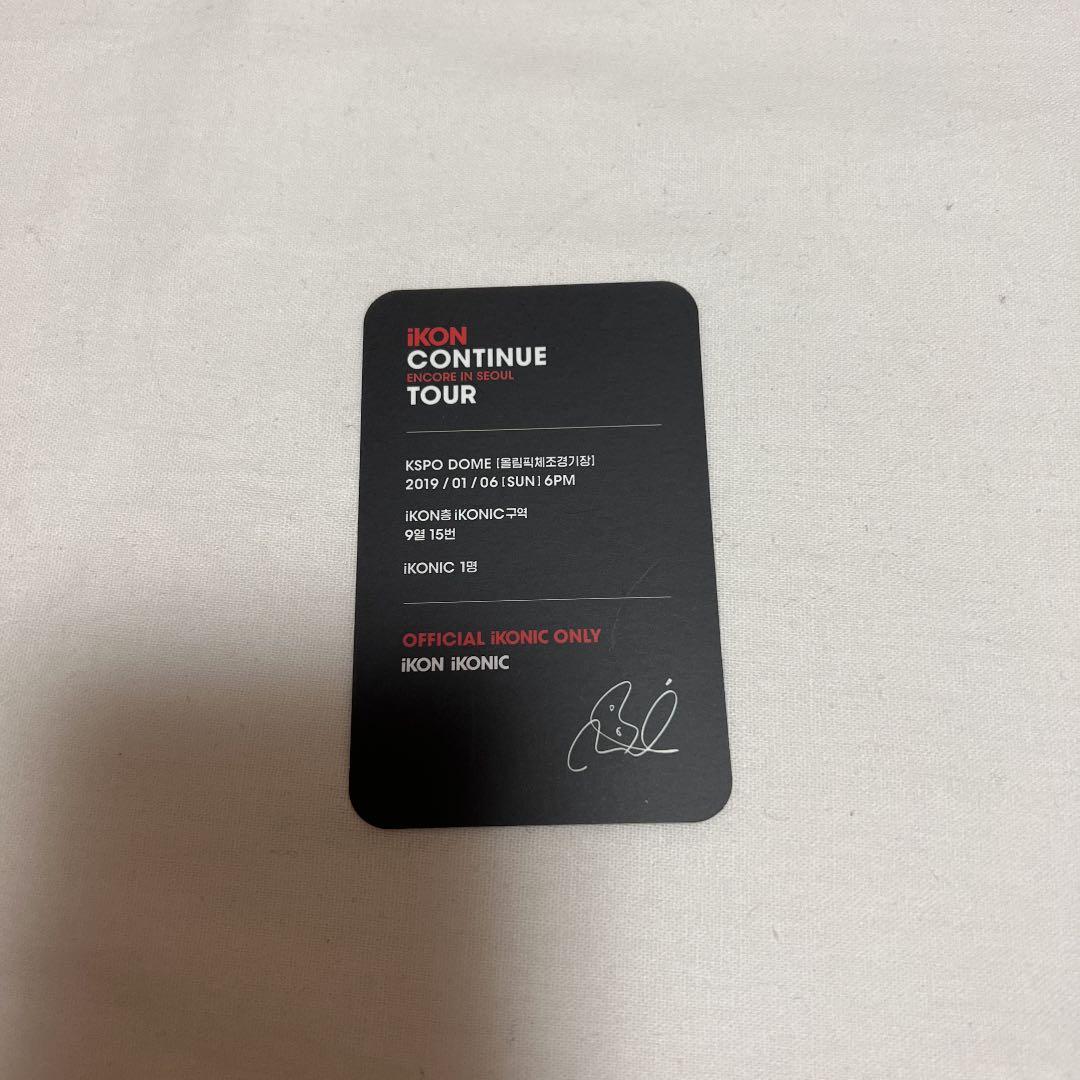 iKON
CONTINUE
ENCORE IN SEOUL
TOUR
KSPO DOME [올림픽체조경기장]
2019 / 01 / 06 [SUN] 6PM
iKON층 iKONIC구역
9열 15번
iKONIC 1명
OFFICIAL iKONIC ONLY
iKON iKONIC